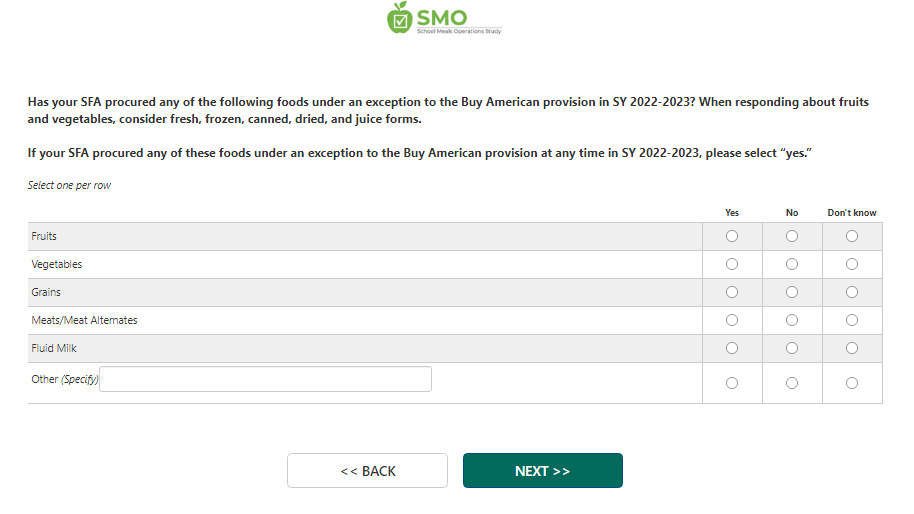 SMO
School Meals Operations Study
Has your SFA procured any of the following foods under an exception to the Buy American provision in SY 2022-2023? When responding about fruits
and vegetables, consider fresh, frozen, canned, dried, and juice forms.
If your SFA procured any of these foods under an exception to the Buy American provision at any time in SY 2022-2023, please select “yes.”
Select one per row
Yes No Don't know
Fruits
Vegetables
Grains
Meats/Meat Alternates
Fluid Milk
Other (Specify)
<< BACK NEXT >>